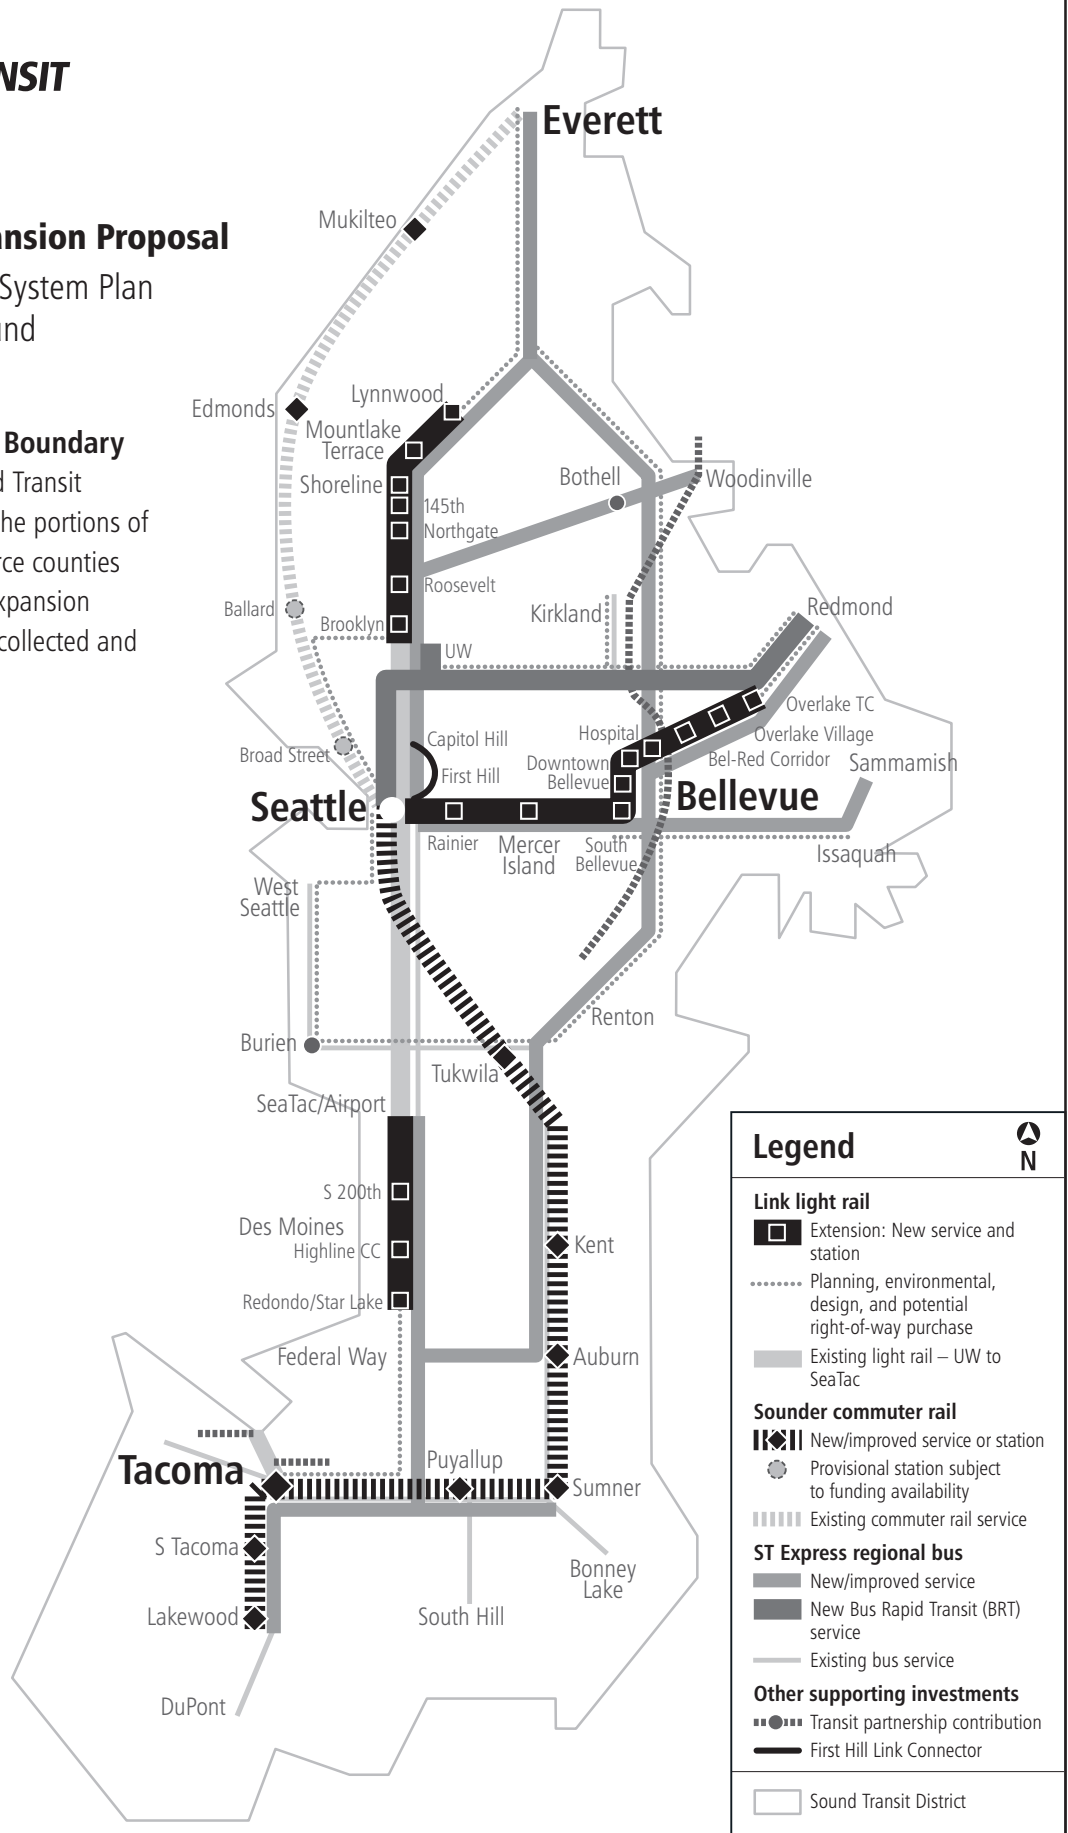 NSIT
ansion Proposal
System Plan
und
Boundary
d Transit
he portions of
rce counties
xpansion
collected and
Everett
Mukilteo
Lynnwood
Edmonds
Mountlake
Terrace
Shoreline
145th
Northgate
Bothell
Woodinville
Roosevelt
Ballard
Brooklyn
Kirkland
Redmond
UW
Overlake TC
Overlake Village
Bel-Red Corridor
Hospital
Capitol Hill
Broad Street
First Hill
Downtown
Bellevue
Sammamish
Seattle
Bellevue
Rainier
Mercer
Island
South
Bellevue
Issaquah
West
Seattle
Renton
Burien
Tukwila
SeaTac/Airport
S 200th
Des Moines
Highline CC
Kent
Redondo/Star Lake
Federal Way
Auburn
Tacoma
Puyallup
Sumner
S Tacoma
Bonney
Lake
Lakewood
South Hill
DuPont
Legend
N
Link light rail
Extension: New service and
station
Planning, environmental,
design, and potential
right-of-way purchase
Existing light rail – UW to
SeaTac
Sounder commuter rail
New/improved service or station
Provisional station subject
to funding availability
Existing commuter rail service
ST Express regional bus
New/improved service
New Bus Rapid Transit (BRT)
service
Existing bus service
Other supporting investments
Transit partnership contribution
First Hill Link Connector
Sound Transit District